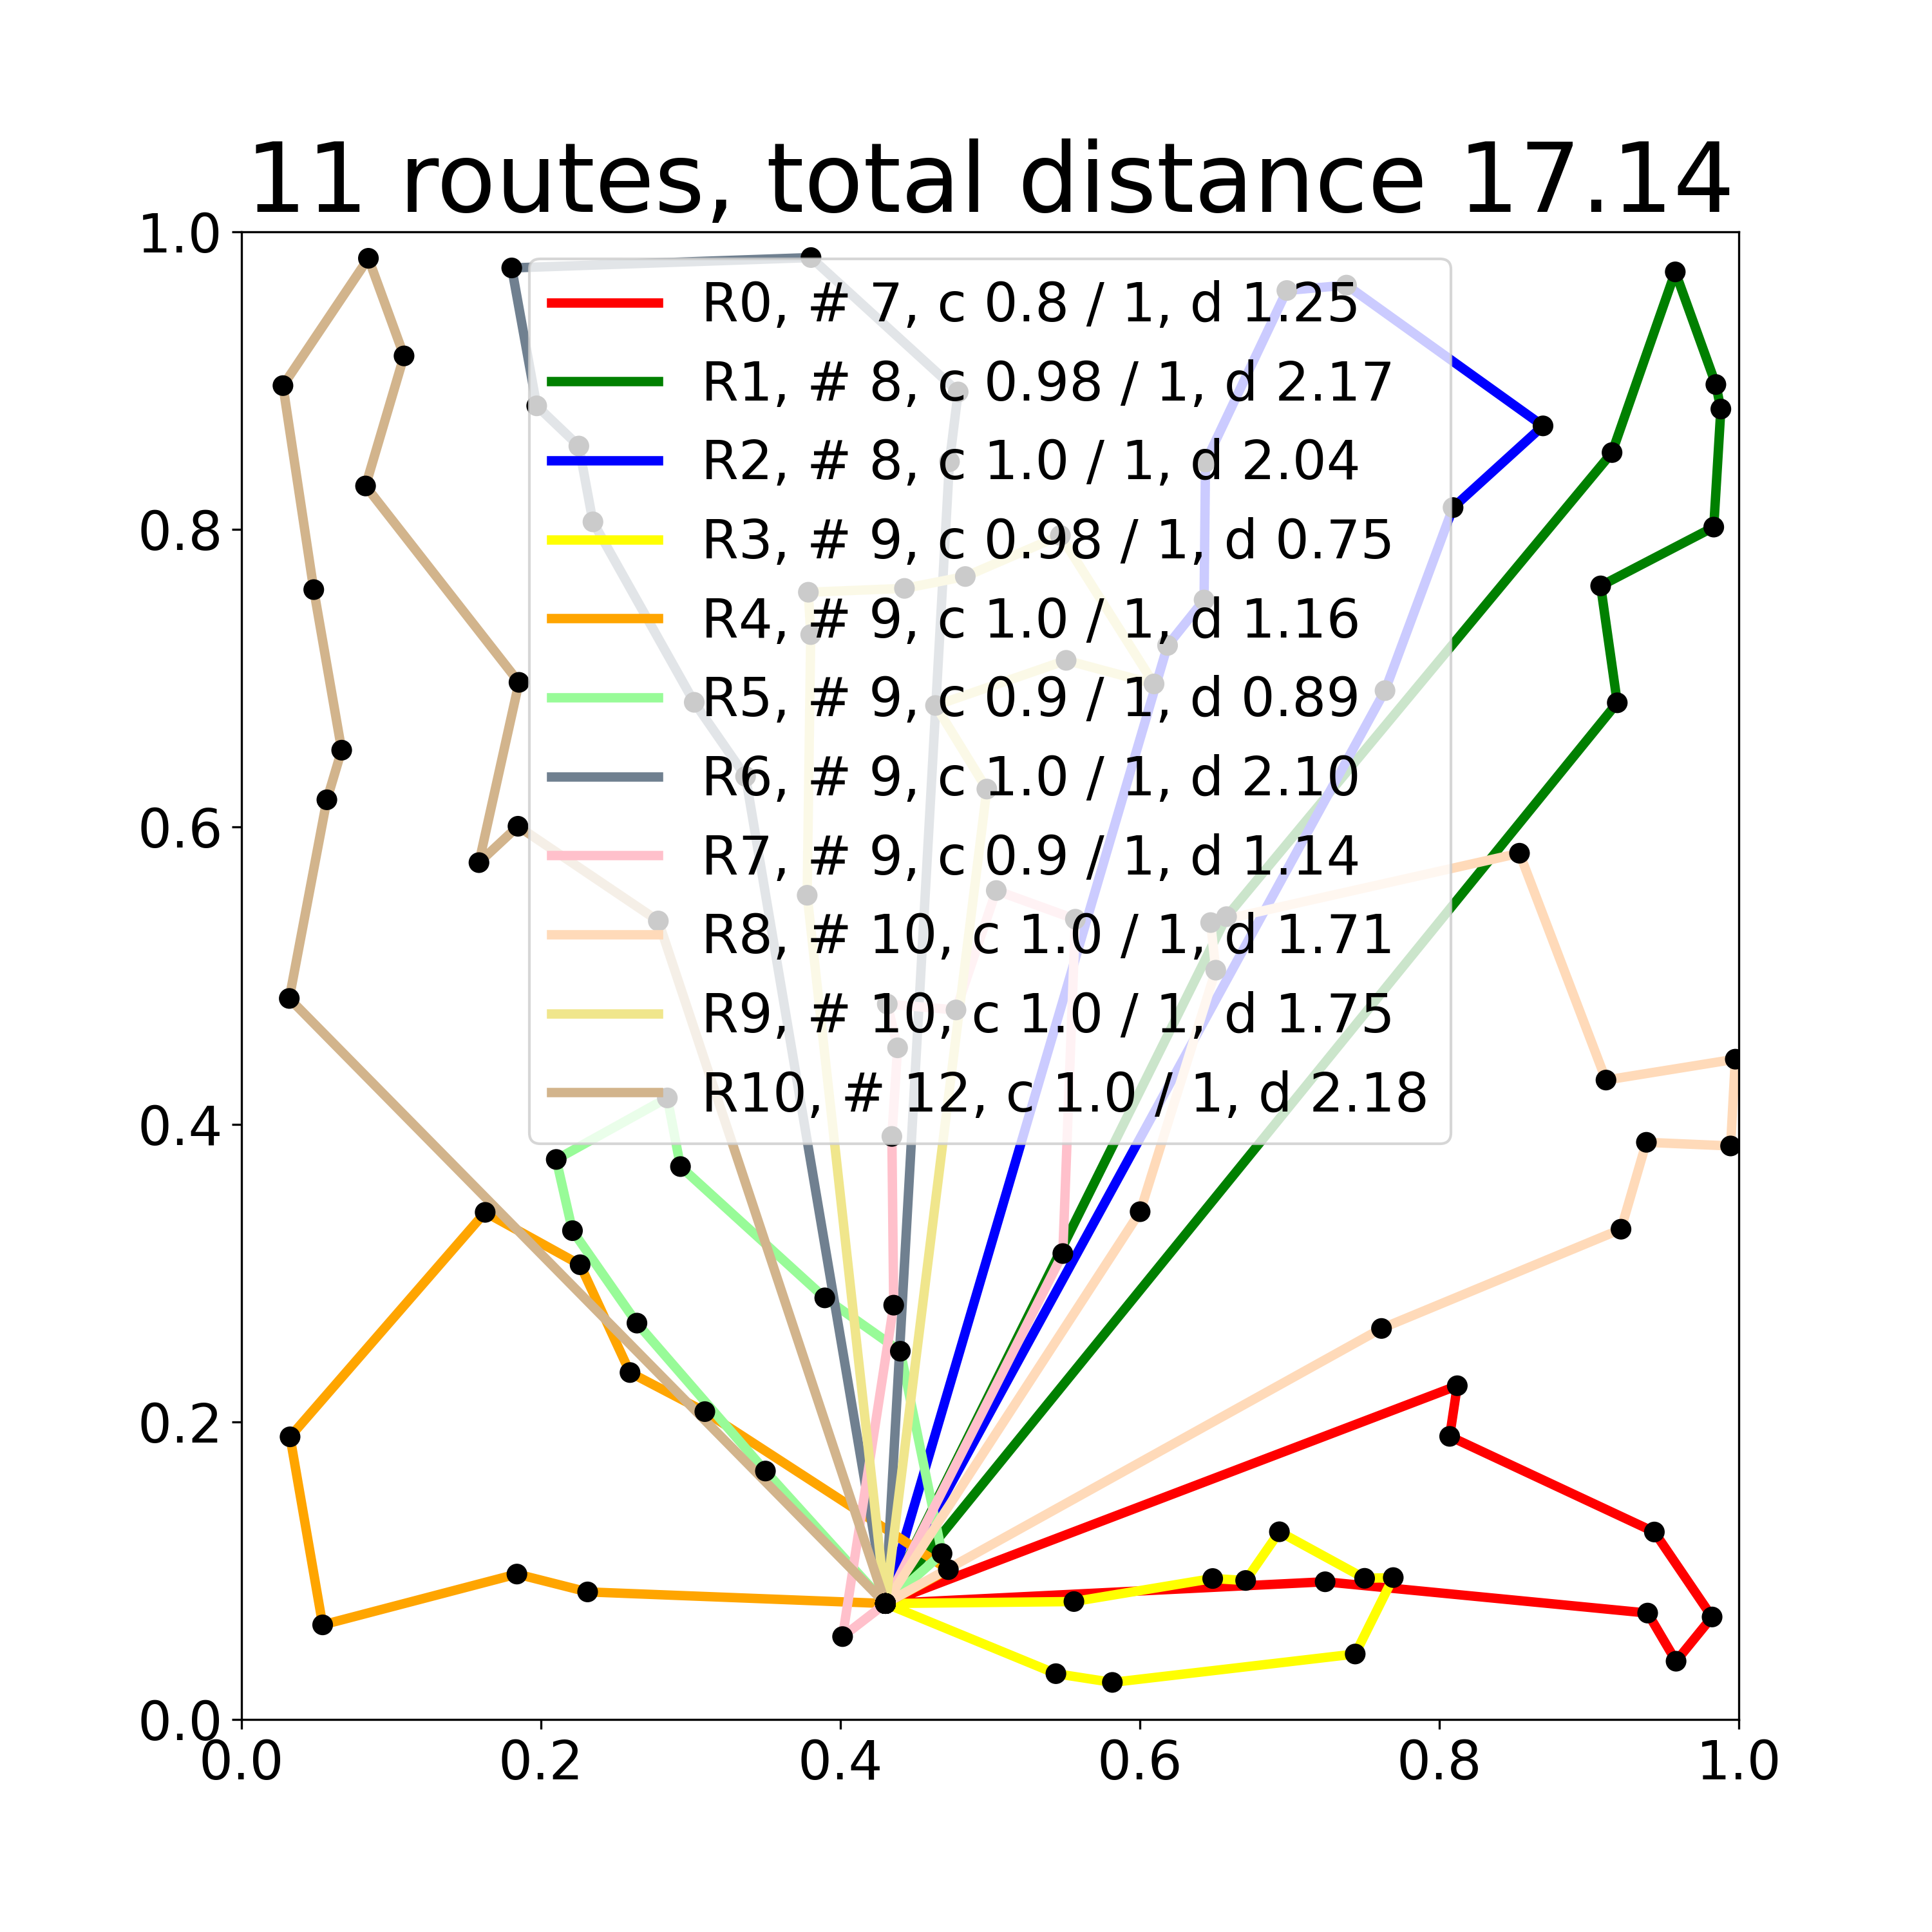 11 routes, total distance 17.14
1.0
0.8
0.6
0.4
0.2
0.0
R0, # 7, c 0.8 / 1, d 1.25
R1, # 8, c 0.98 / 1, d 2.17
R2, # 8, c 1.0 / 1, d 2.04
R3, # 9, c 0.98 / 1, d 0.75
R4, # 9, c 1.0 / 1, d 1.16
R5, # 9, c 0.9 / 1, d 0.89
R6, # 9, c 1.0 / 1, d 2.10
R7, # 9, c 0.9 / 1, d 1.14
R8, # 10, c 1.0 / 1, d 1.71
R9, # 10, c 1.0 / 1, d 1.75
R10, # 12, c 1.0 / 1, d 2.18
0.0 0.2 0.4 0.6 0.8 1.0